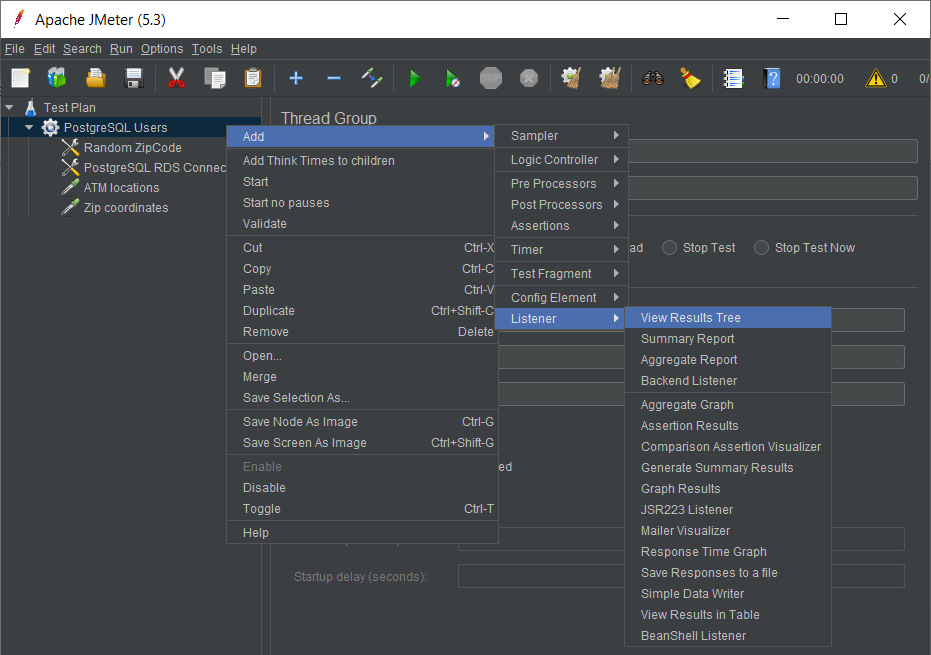 Apache JMeter (5.3)
File Edit Search Run Options Tools Help
STOP
00:00:00 0 0/
Test Plan
PostgreSQL Users
Random ZipCode
PostgreSQL RDS Connec
ATM locations
Zip coordinates
Thread Group
Add
Add Think Times to children
Start
Start no pauses
Validate
Cut Ctrl-X
Copy Ctrl-C
Paste Ctrl-V
Duplicate Ctrl+Shift-C
Remove Delete
Open...
Merge
Save Selection As...
Save Node As Image Ctrl-G
Save Screen As Image Ctrl+Shift-G
Enable
Disable
Toggle Ctrl-T
Help
Sampler
Logic Controller
Pre Processors
Post Processors
Assertions
Timer
Test Fragment
Config Element
Listener
ad Stop Test Stop Test Now
View Results Tree
Summary Report
Aggregate Report
Backend Listener
Aggregate Graph
Assertion Results
Comparison Assertion Visualizer
Generate Summary Results
Graph Results
JSR223 Listener
Mailer Visualizer
Response Time Graph
Save Responses to a file
Simple Data Writer
View Results in Table
BeanShell Listener
ed
Startup delay (seconds):